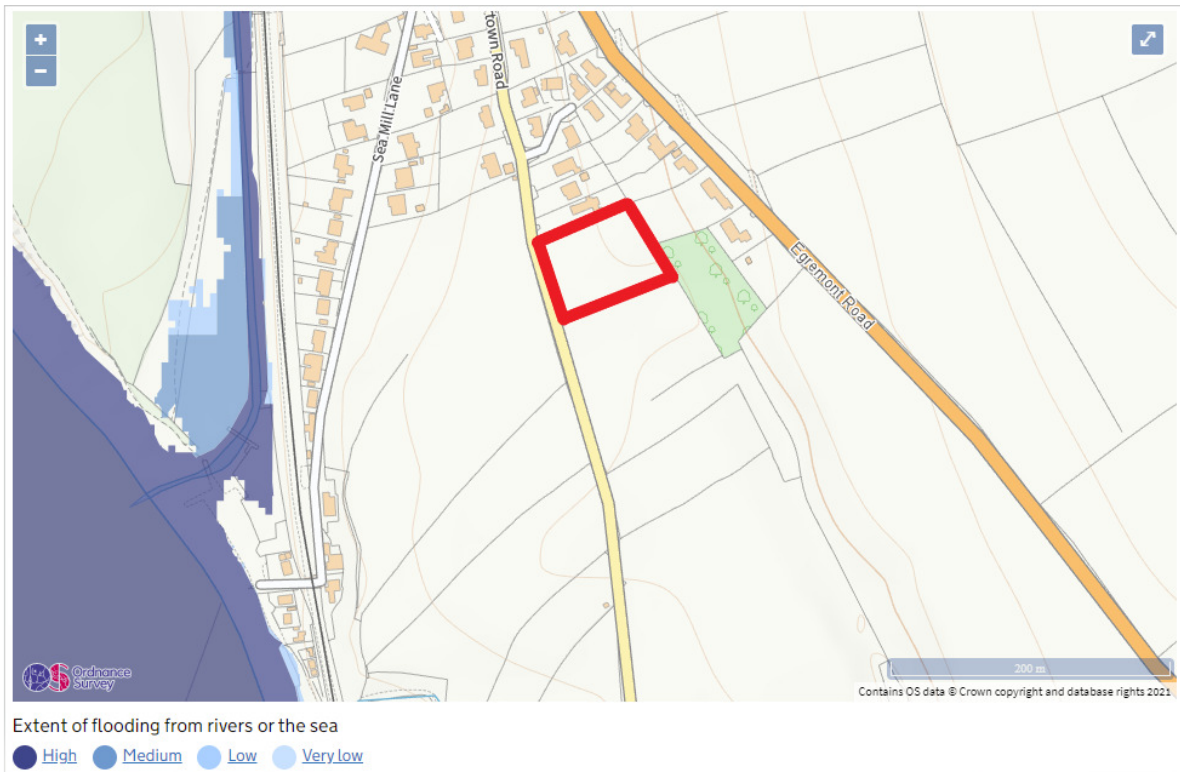 +
−
town Road
Sea Mill Lane
Egremont Road
Ordnance
Survey
200 m
Contains OS data © Crown copyright and database rights 2021
Extent of flooding from rivers or the sea
High Medium Low Very low